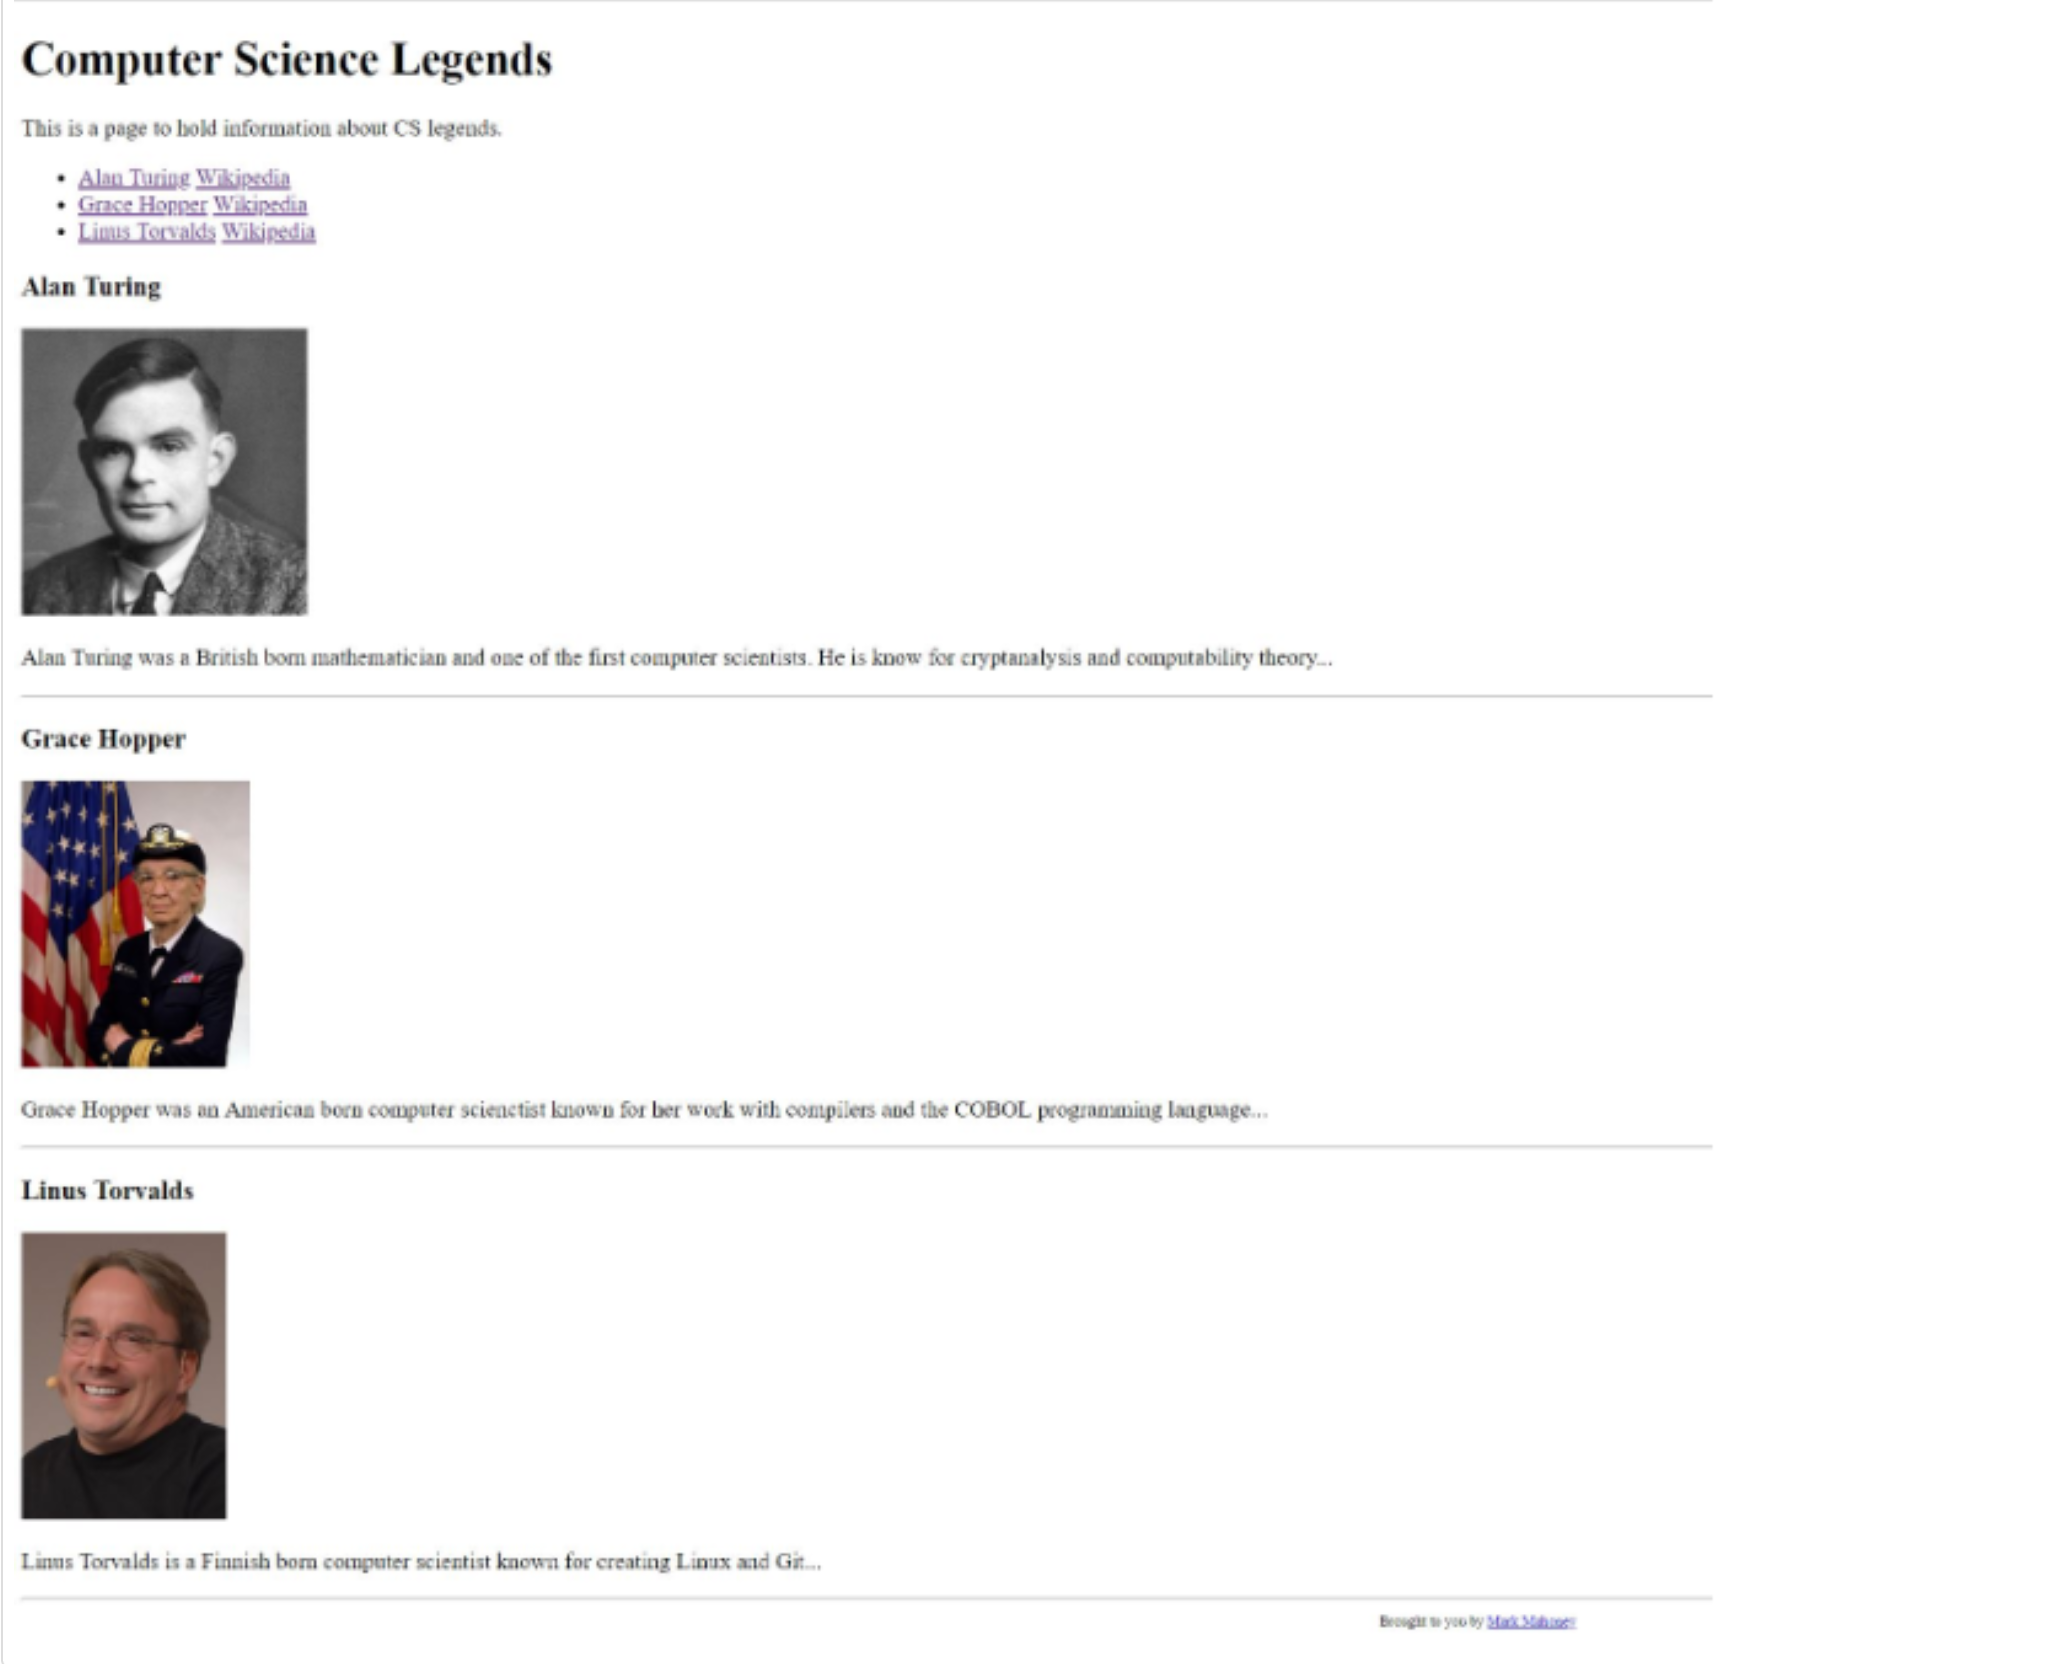 Computer Science Legends
This is a page to hold information about CS legends.
Alan Turing Wikipedia
Grace Hopper Wikipedia
Linus Torvalds Wikipedia
Alan Turing
Alan Turing was a British born mathematician and one of the first computer scientists. He is know for cryptanalysis and computability theory...
Grace Hopper
Grace Hopper was an American born computer scienctist known for her work with compilers and the COBOL programming language...
Linus Torvalds
Linus Torvalds is a Finnish born computer scientist known for creating Linux and Git...
Brought to you by Mark Mahoney